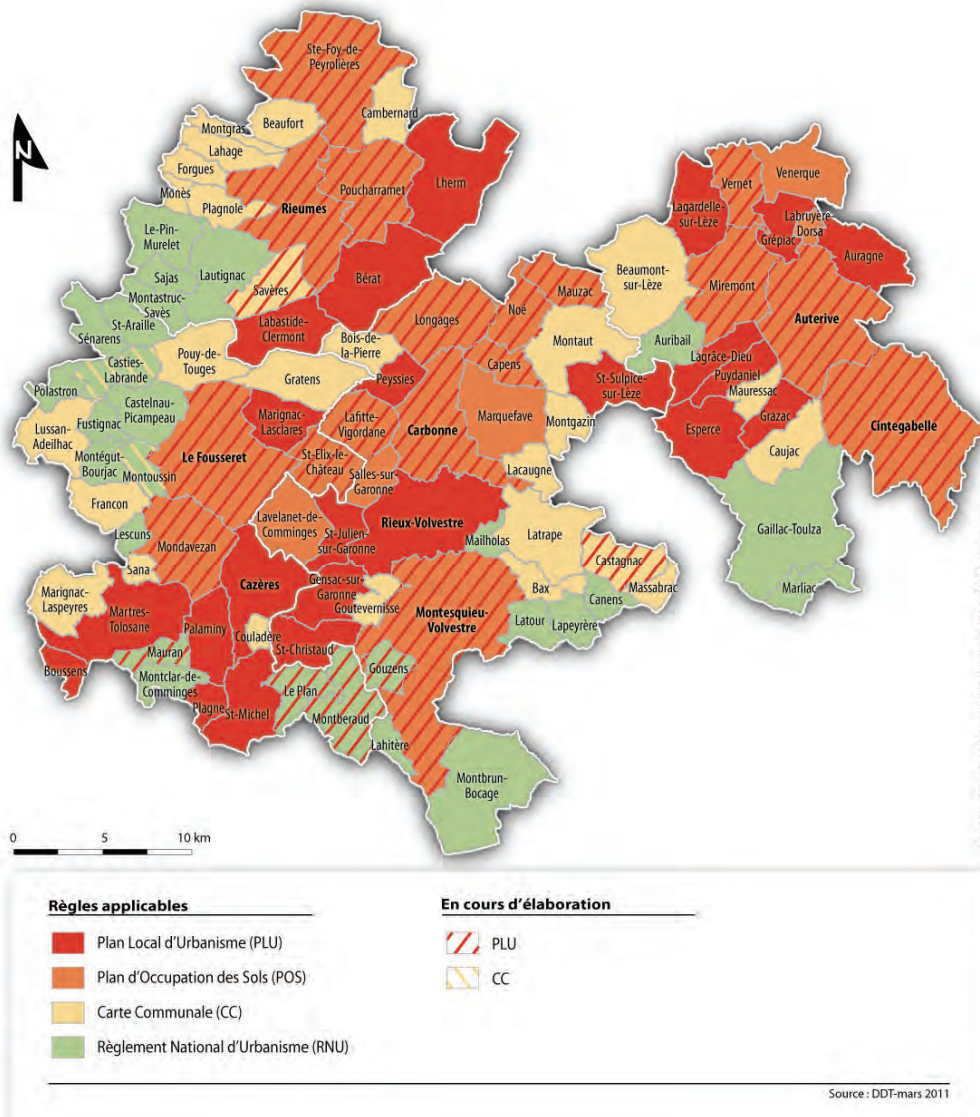 Ste-Foy-de-
Peyrolières
Cambernard
Beaufort
Montgras
Lahage
Forgues
Monès
Plagnole
Rieumes
Poucharramet
Lherm
Le-Pin-
Murelet
Sajas
Lautignac
Savères
Bérat
Montastruc-
Savès
St-Araille
Sénarens
Labastide-
Clermont
Bois-de-
la-Pierre
Pouy-de-
Touges
Gratens
Casties-
Labrande
Polastron
Castelnau-
Picampeau
Fustignac
Lussan-
Adeilhac
Montégut-
Bourjac
Montoussin
Francon
Lescuns
Le Fousseret
Marignac-
Lasclares
Peyssies
Lafitte-
Vigordane
St-Elix-le-
Château
Salles-sur-
Garonne
Carbonne
Longages
Noé
Mauzac
Capens
Marquefave
Montaut
Montgazin
Lacaugne
St-Sulpice-
sur-Lèze
Beaumont-
sur-Lèze
Auribail
Lagardelle-
sur-Lèze
Vernet
Venerque
Labruyère-
Dorsa
Grépiac
Auragne
Miremont
Auterive
Lagrâce-Dieu
Puydaniel
Mauressac
Grazac
Esperce
Caujac
Cintegabelle
Gaillac-Toulza
Marliac
Mondavezan
Lavelanet-de-
Comminges
St-Julien-
sur-Garonne
Rieux-Volvestre
Mailholas
Latrape
Castagnac
Massabrac
Bax
Canens
Latour
Lapeyrère
Sana
Marignac-
Laspeyres
Martres-
Tolosane
Boussens
Mauran
Montclar-de-
Comminges
Palaminy
Cazères
Couladère
Gensac-sur-
Garonne
Goutevernisse
St-Christaud
Montesquieu-
Volvestre
Gouzens
Plagne
St-Michel
Le Plan
Montberaud
Lahitère
Montbrun-
Bocage
N
0 5 10 km
Règles applicables
Plan Local d'Urbanisme (PLU)
Plan d'Occupation des Sols (POS)
Carte Communale (CC)
Règlement National d'Urbanisme (RNU)
En cours d'élaboration
PLU
CC
Source : DDT-mars 2011